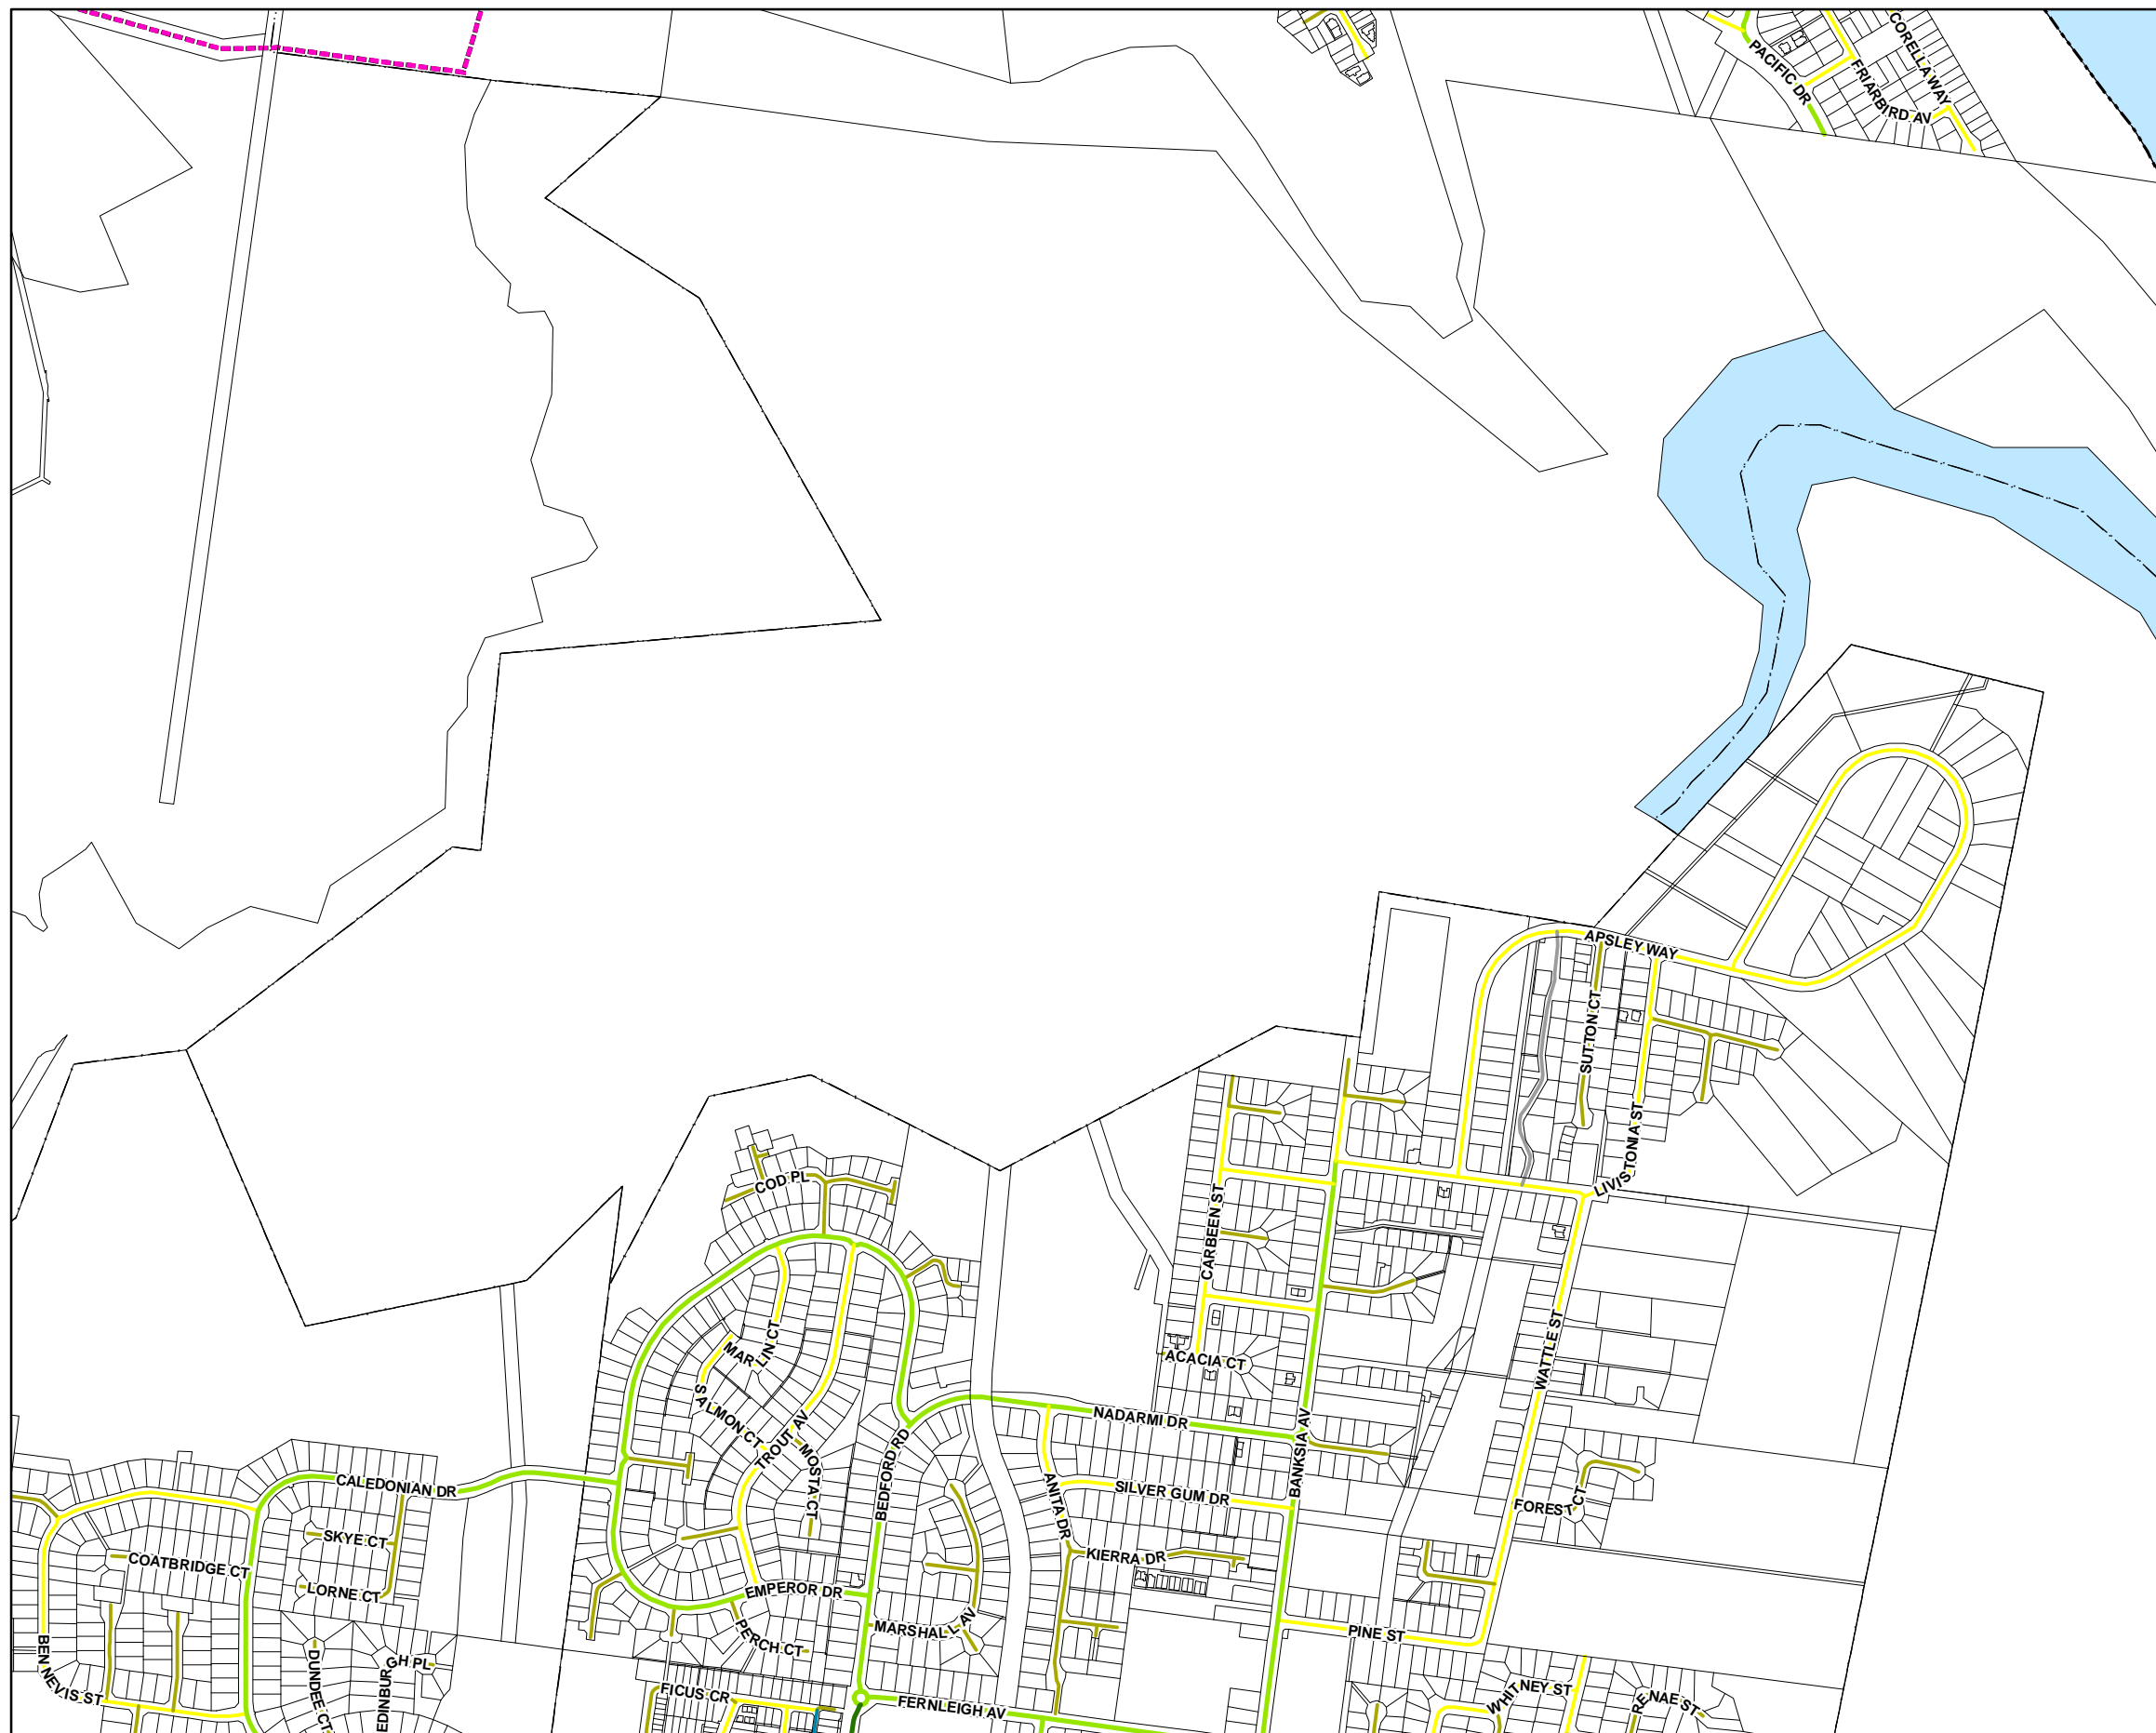 CORELLA WAY
PACIFIC DR
FRIARBIRD AV
APSLEY WAY
SUTTON CT
LIVISTONIA ST
COD PL
CARBEEN ST
MARLIN CT
ACACIA CT
WATTLE ST
SALMON CT
TROUT AV
MOSTA CT
BEDFORD RD
NADARMI DR
BANKSIA AV
CALEDONIAN DR
ANITA DR
SILVER GUM DR
FOREST CT
SKYE CT
COATBRIDGE CT
KIERRA DR
LORNE CT
EMPEROR DR
PERCH CT
MARSHALL AV
PINE ST
BEN NEVIS ST
DUNDEE CT
EDINBURGH PL
FICUS CR
FERNLEIGH AV
WHITNEY ST
RENAE ST